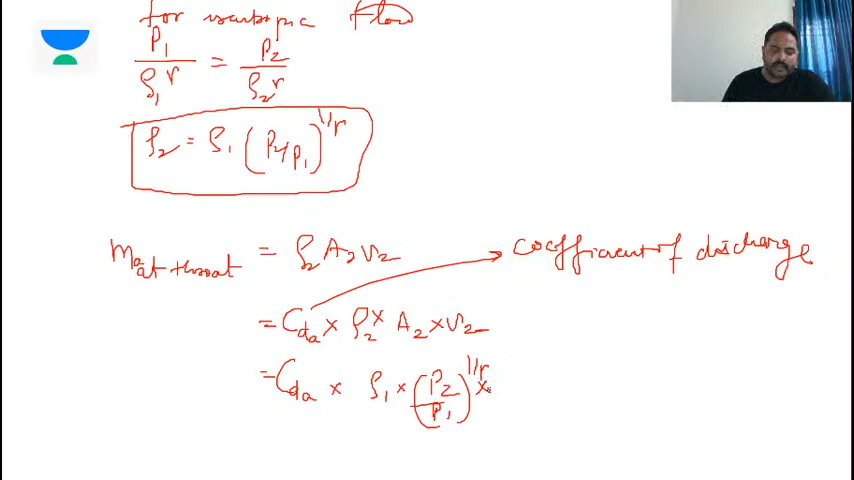 for isentropic flow
P₁/ρ₁^r = P₂/ρ₂^r
ρ₂ = ρ₁ (P₂/P₁)^1/r
ṁa at throat = ρ₂ A₂ v₂ → coefficient of discharge
= Cda × ρ₂ × A₂ × v₂
= Cda × ρ₁ × (P₂/P₁)^1/r ×